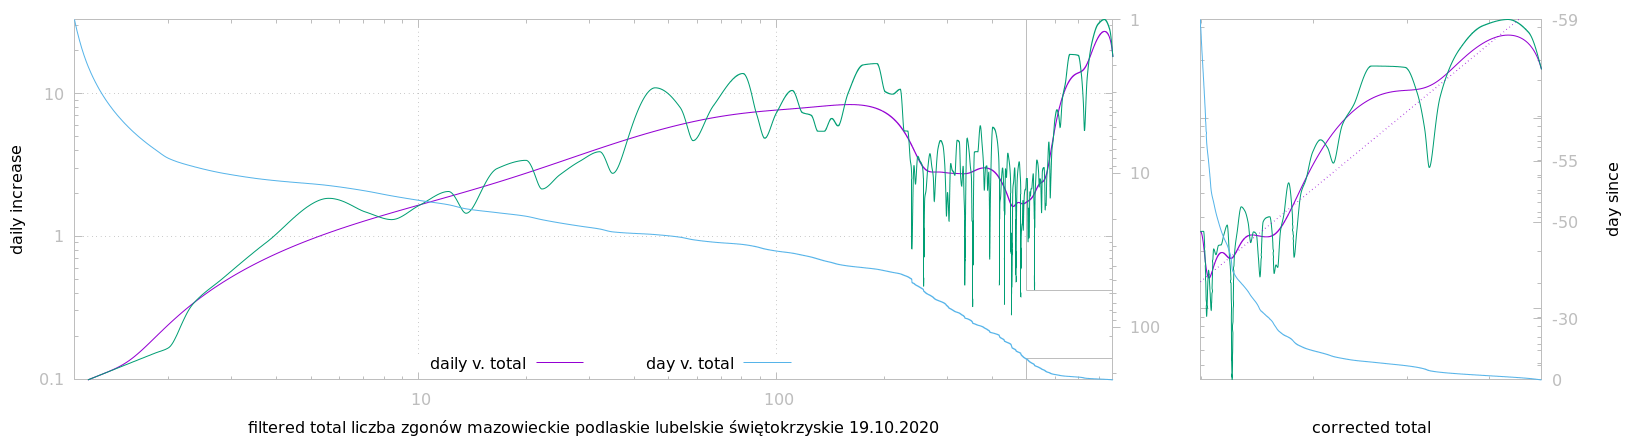 daily increase
10
1
0.1
daily v. total
day v. total
10
100
1
10
100
filtered total liczba zgonów mazowieckie podlaskie lubelskie świętokrzyskie 19.10.2020
-59
-55
-50
-30
0
day since
corrected total